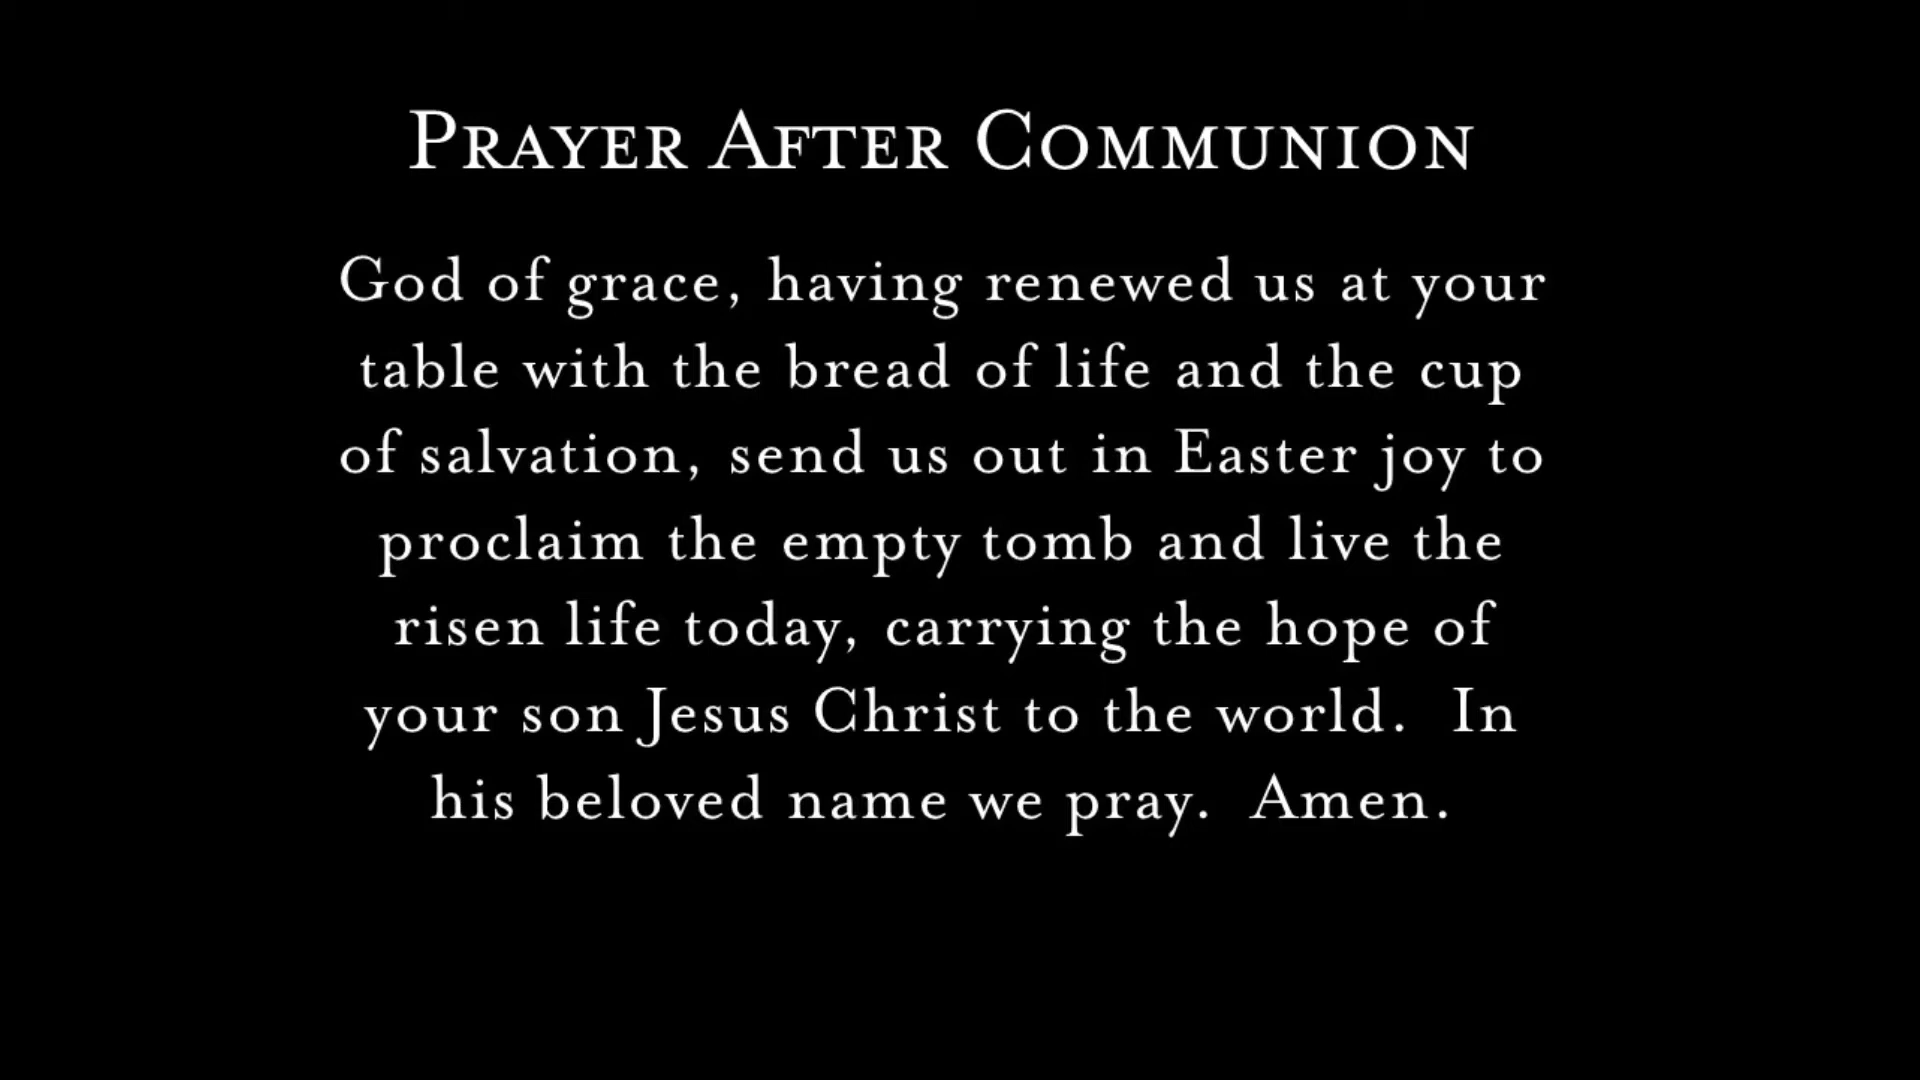 Prayer After Communion
God of grace, having renewed us at your
table with the bread of life and the cup
of salvation, send us out in Easter joy to
proclaim the empty tomb and live the
risen life today, carrying the hope of
your son Jesus Christ to the world.  In
his beloved name we pray.  Amen.